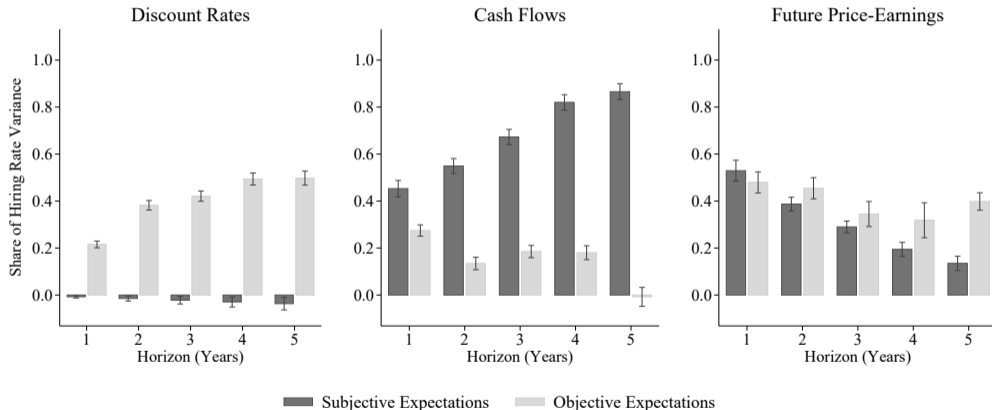 Discount Rates
Cash Flows
Future Price-Earnings
Share of Hiring Rate Variance
1.0
0.8
0.6
0.4
0.2
0.0
1 2 3 4 5
Horizon (Years)
1.0
0.8
0.6
0.4
0.2
0.0
1 2 3 4 5
Horizon (Years)
1.0
0.8
0.6
0.4
0.2
0.0
1 2 3 4 5
Horizon (Years)
Subjective Expectations
Objective Expectations